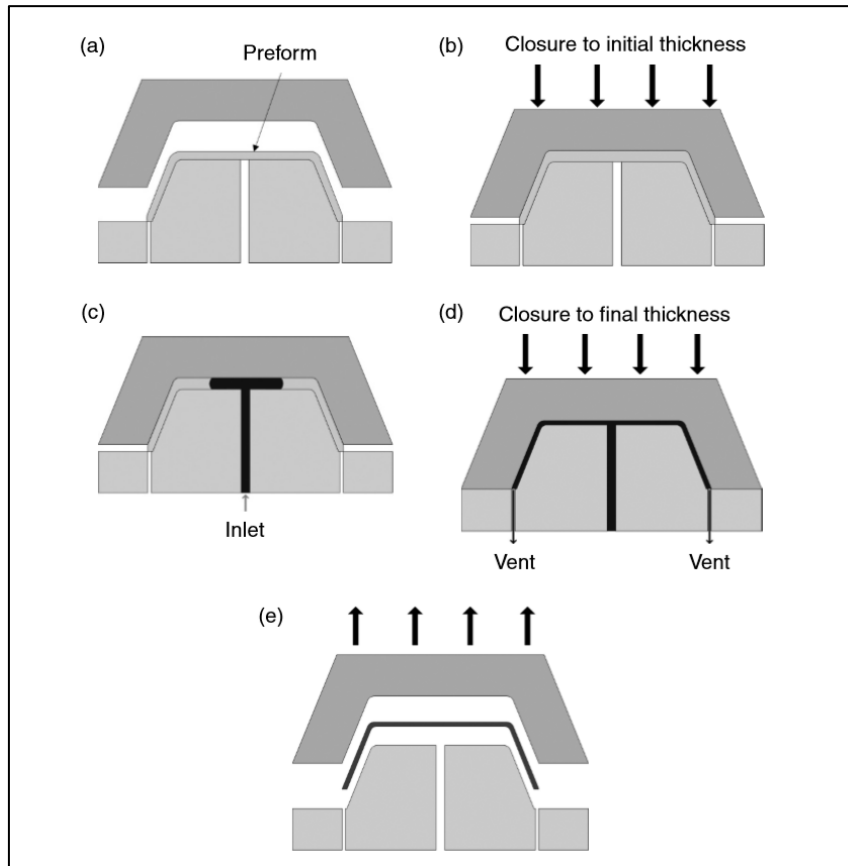 (a)
Preform
(b)
Closure to initial thickness
(c)
Inlet
(d)
Closure to final thickness
Vent
Vent
(e)